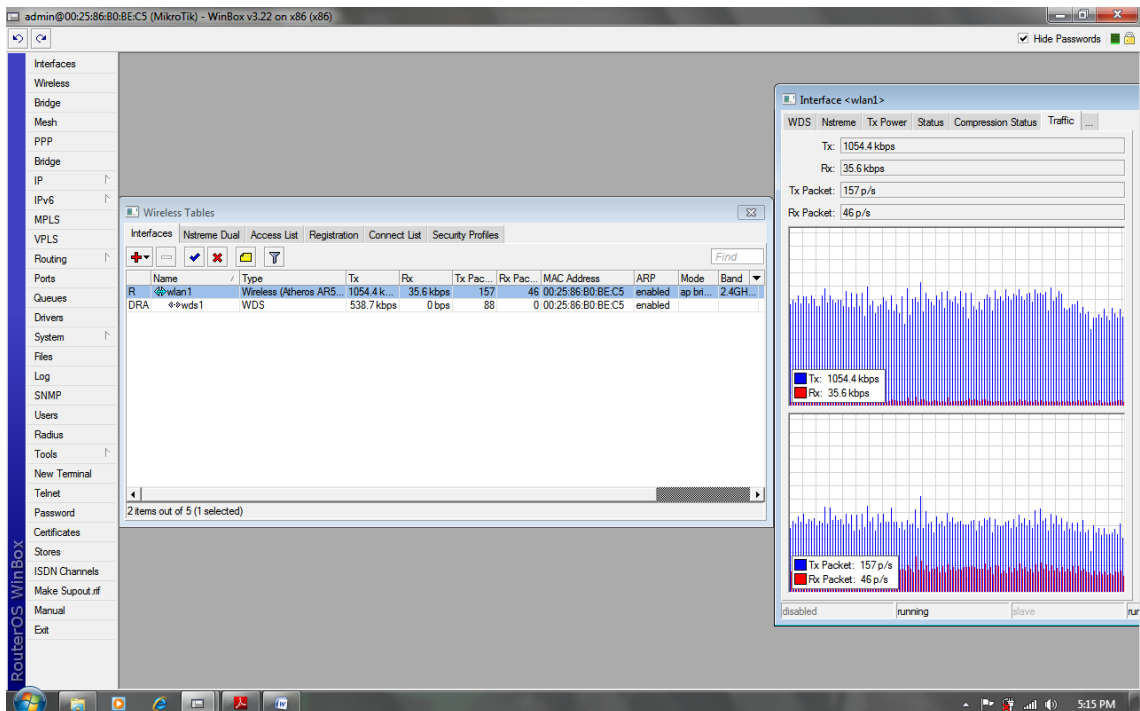 admin@00:25:86:B0:BE:C5 (MikroTik) - WinBox v3.22 on x86 (x86)
Hide Passwords
Interfaces
Wireless
Bridge
Mesh
PPP
Bridge
IP
IPv6
MPLS
VPLS
Routing
Ports
Queues
Drivers
System
Files
Log
SNMP
Users
Radius
Tools
New Terminal
Telnet
Password
Certificates
Stores
ISDN Channels
Make Supout.rif
Manual
Exit
RouterOS WinBox
Wireless Tables
Interfaces Nstreme Dual Access List Registration Connect List Security Profiles
Find
Name / Type Tx Rx Tx Pac... Rx Pac... MAC Address ARP Mode Band
R wlan1 Wireless (Atheros AR5... 1054.4 k... 35.6 kbps 157 46 00:25:86:B0:BE:C5 enabled ap bri... 2.4GH...
DRA wds1 WDS 538.7 kbps 0 bps 88 0 00:25:86:B0:BE:C5 enabled
2 items out of 5 (1 selected)
Interface <wlan1>
WDS Nstreme Tx Power Status Compression Status Traffic ...
Tx: 1054.4 kbps
Rx: 35.6 kbps
Tx Packet: 157 p/s
Rx Packet: 46 p/s
Tx: 1054.4 kbps
Rx: 35.6 kbps
Tx Packet: 157 p/s
Rx Packet: 46 p/s
disabled running slave rur
5:15 PM